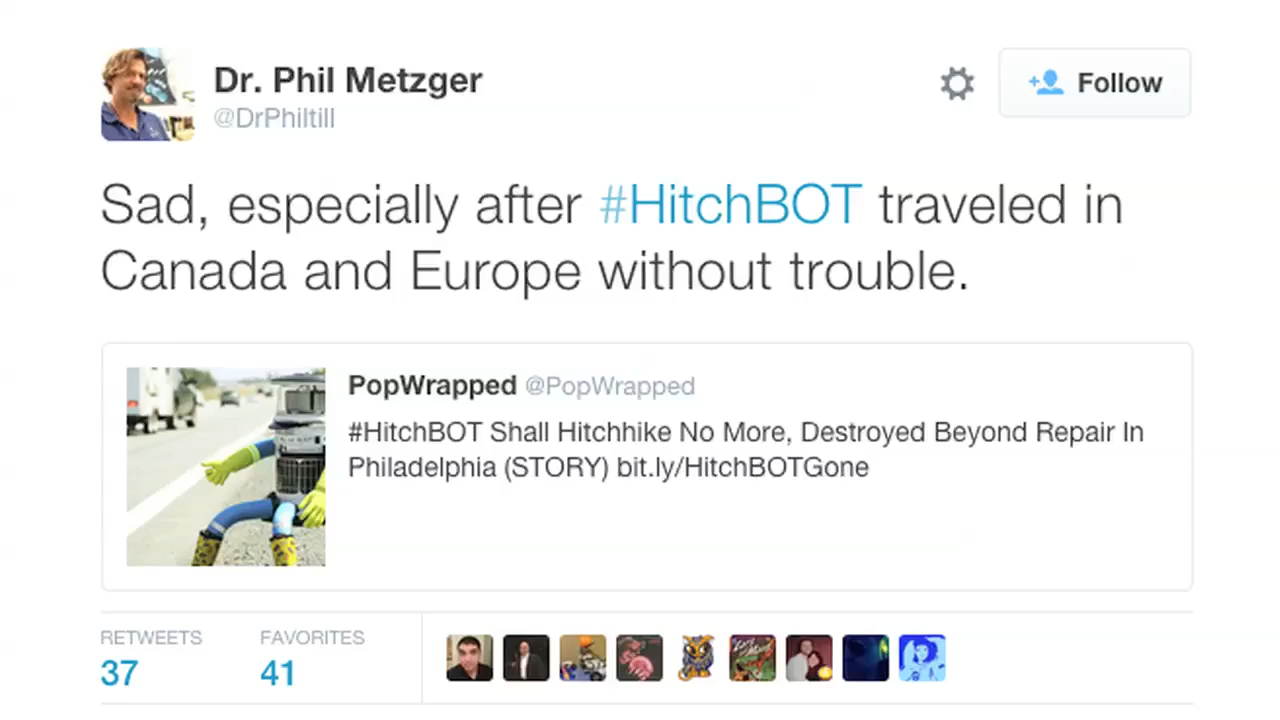 Dr. Phil Metzger
@DrPhiltill
Follow
Sad, especially after #HitchBOT traveled in
Canada and Europe without trouble.
PopWrapped @PopWrapped
#HitchBOT Shall Hitchhike No More, Destroyed Beyond Repair In
Philadelphia (STORY) bit.ly/HitchBOTGone
RETWEETS FAVORITES
37 41